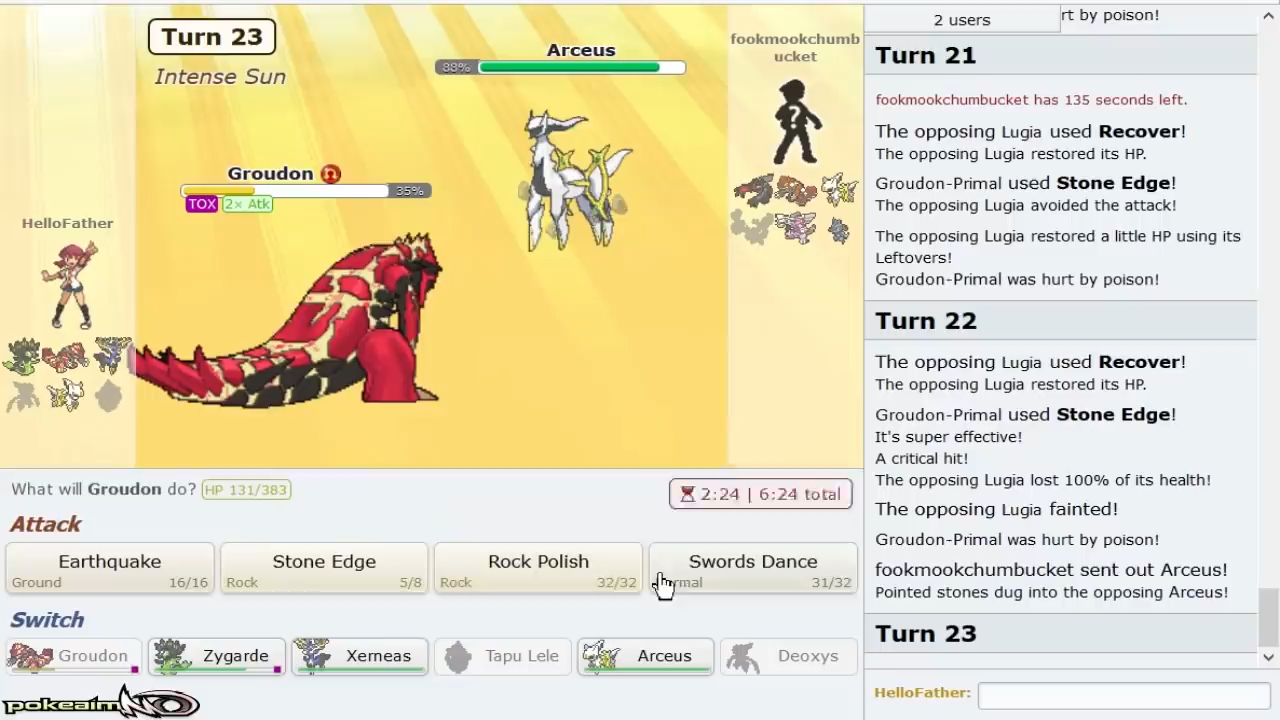 Turn 23
Intense Sun
Arceus
88%
fookmookchumb
ucket
?
Groudon
35%
TOX
2× Atk
HelloFather
What will Groudon do?
HP 131/383
2:24 | 6:24 total
Attack
Earthquake
Ground
16/16
Stone Edge
Rock
5/8
Rock Polish
Rock
32/32
Swords Dance
rmal
31/32
Switch
Groudon
Zygarde
Xerneas
Tapu Lele
Arceus
Deoxys
pokeaimMD
2 users
rt by poison!
Turn 21
fookmookchumbucket has 135 seconds left.
The opposing Lugia used Recover!
The opposing Lugia restored its HP.
Groudon-Primal used Stone Edge!
The opposing Lugia avoided the attack!
The opposing Lugia restored a little HP using its
Leftovers!
Groudon-Primal was hurt by poison!
Turn 22
The opposing Lugia used Recover!
The opposing Lugia restored its HP.
Groudon-Primal used Stone Edge!
It's super effective!
A critical hit!
The opposing Lugia lost 100% of its health!
The opposing Lugia fainted!
Groudon-Primal was hurt by poison!
fookmookchumbucket sent out Arceus!
Pointed stones dug into the opposing Arceus!
Turn 23
HelloFather: